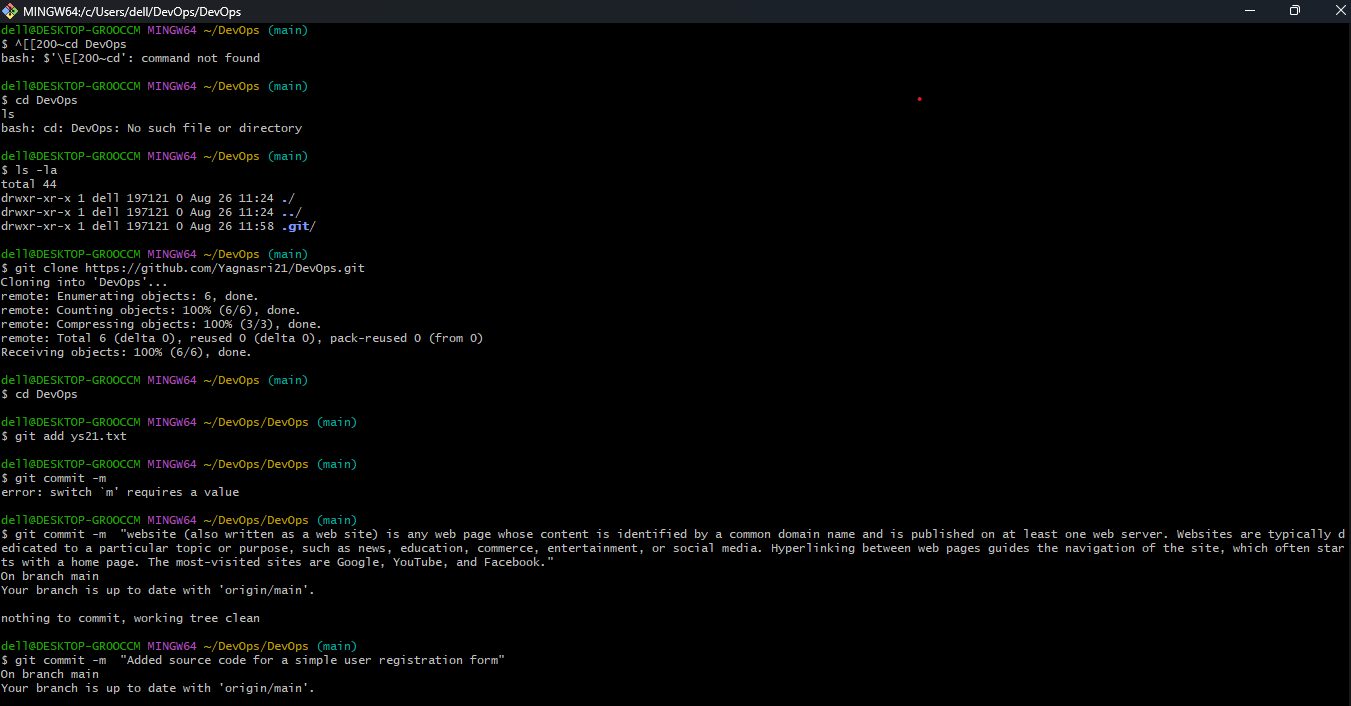 MINGW64:/c/Users/dell/DevOps/DevOps
dell@DESKTOP-GROOCCM MINGW64 ~/DevOps (main)
$ ^[[200~cd DevOps
bash: $'\E[200~cd': command not found
dell@DESKTOP-GROOCCM MINGW64 ~/DevOps (main)
$ cd DevOps
ls
bash: cd: DevOps: No such file or directory
dell@DESKTOP-GROOCCM MINGW64 ~/DevOps (main)
$ ls -la
total 44
drwxr-xr-x 1 dell 197121 0 Aug 26 11:24 ./
drwxr-xr-x 1 dell 197121 0 Aug 26 11:24 ../
drwxr-xr-x 1 dell 197121 0 Aug 26 11:58 .git/
dell@DESKTOP-GROOCCM MINGW64 ~/DevOps (main)
$ git clone https://github.com/Yagnasri21/DevOps.git
Cloning into 'DevOps'...
remote: Enumerating objects: 6, done.
remote: Counting objects: 100% (6/6), done.
remote: Compressing objects: 100% (3/3), done.
remote: Total 6 (delta 0), reused 0 (delta 0), pack-reused 0 (from 0)
Receiving objects: 100% (6/6), done.
dell@DESKTOP-GROOCCM MINGW64 ~/DevOps (main)
$ cd DevOps
dell@DESKTOP-GROOCCM MINGW64 ~/DevOps/DevOps (main)
$ git add ys21.txt
dell@DESKTOP-GROOCCM MINGW64 ~/DevOps/DevOps (main)
$ git commit -m
error: switch `m' requires a value
dell@DESKTOP-GROOCCM MINGW64 ~/DevOps/DevOps (main)
$ git commit -m  "website (also written as a web site) is any web page whose content is identified by a common domain name and is published on at least one web server. Websites are typically d
edicated to a particular topic or purpose, such as news, education, commerce, entertainment, or social media. Hyperlinking between web pages guides the navigation of the site, which often star
ts with a home page. The most-visited sites are Google, YouTube, and Facebook."
On branch main
Your branch is up to date with 'origin/main'.
nothing to commit, working tree clean
dell@DESKTOP-GROOCCM MINGW64 ~/DevOps/DevOps (main)
$ git commit -m  "Added source code for a simple user registration form"
On branch main
Your branch is up to date with 'origin/main'.